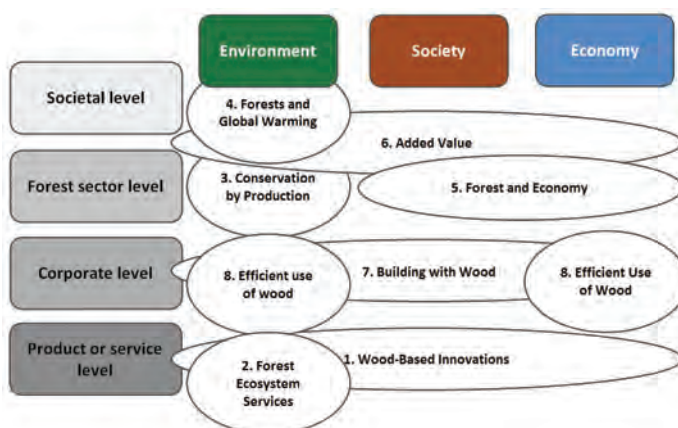 Environment
Society
Economy
Societal level
4. Forests and
Global Warming
6. Added Value
Forest sector level
3. Conservation
by Production
5. Forest and Economy
Corporate level
8. Efficient use
of wood
7. Building with Wood
8. Efficient Use
of Wood
Product or service
level
1. Wood-Based Innovations
2. Forest
Ecosystem
Services